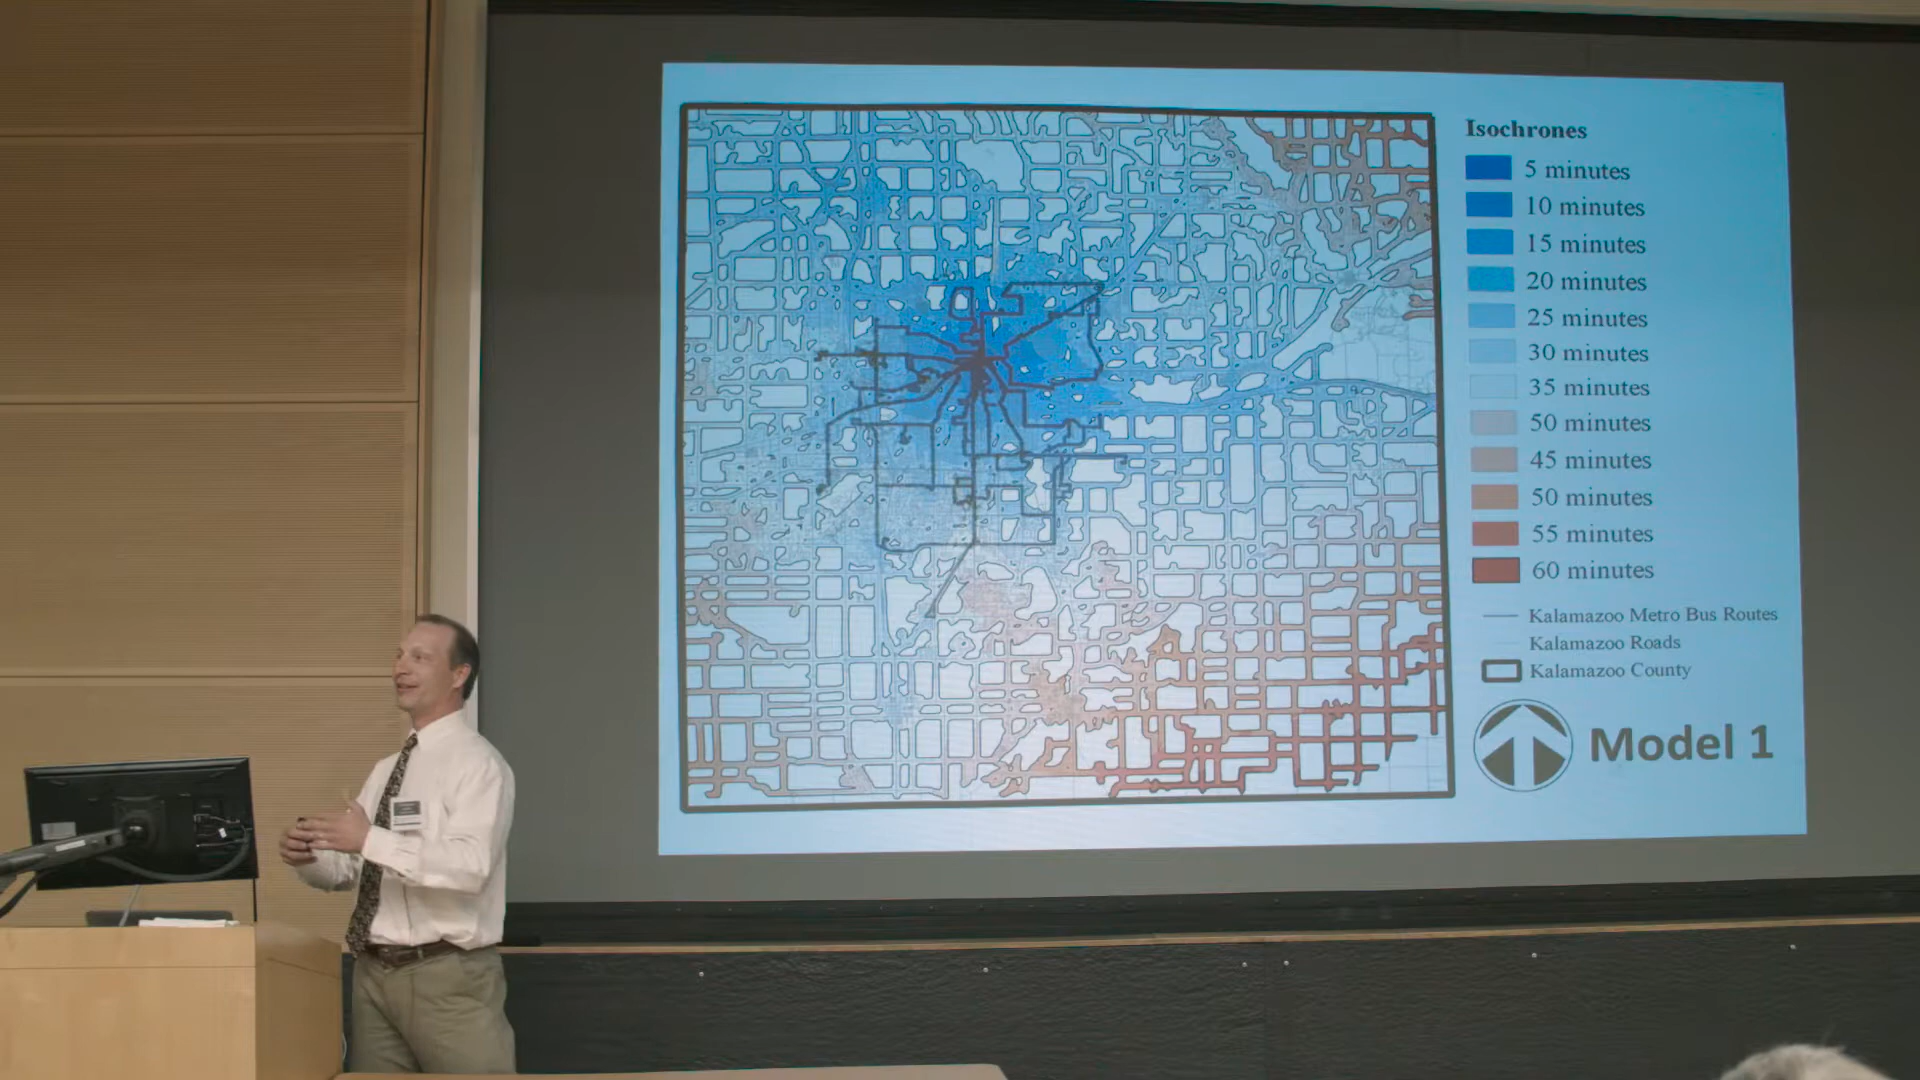 Isochrones
5 minutes
10 minutes
15 minutes
20 minutes
25 minutes
30 minutes
35 minutes
50 minutes
45 minutes
50 minutes
55 minutes
60 minutes
Kalamazoo Metro Bus Routes
Kalamazoo Roads
Kalamazoo County
Model 1